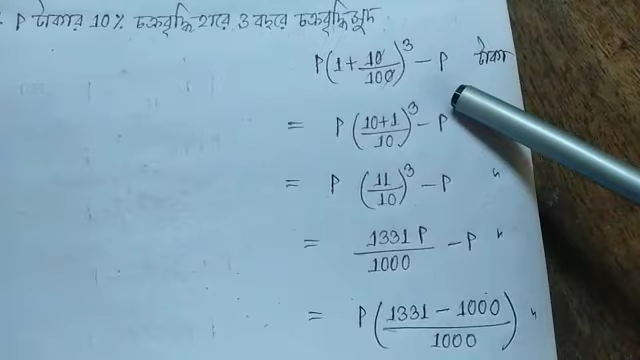 P টাকার 10% চক্রবৃদ্ধি হারে 3 বছরে চক্রবৃদ্ধি সুদ
P(1+10/100)^3 - P টাকা
= P(10+1/10)^3 - P
= P(11/10)^3 - P "
= 1331P/1000 - P "
= P(1331-1000/1000) "